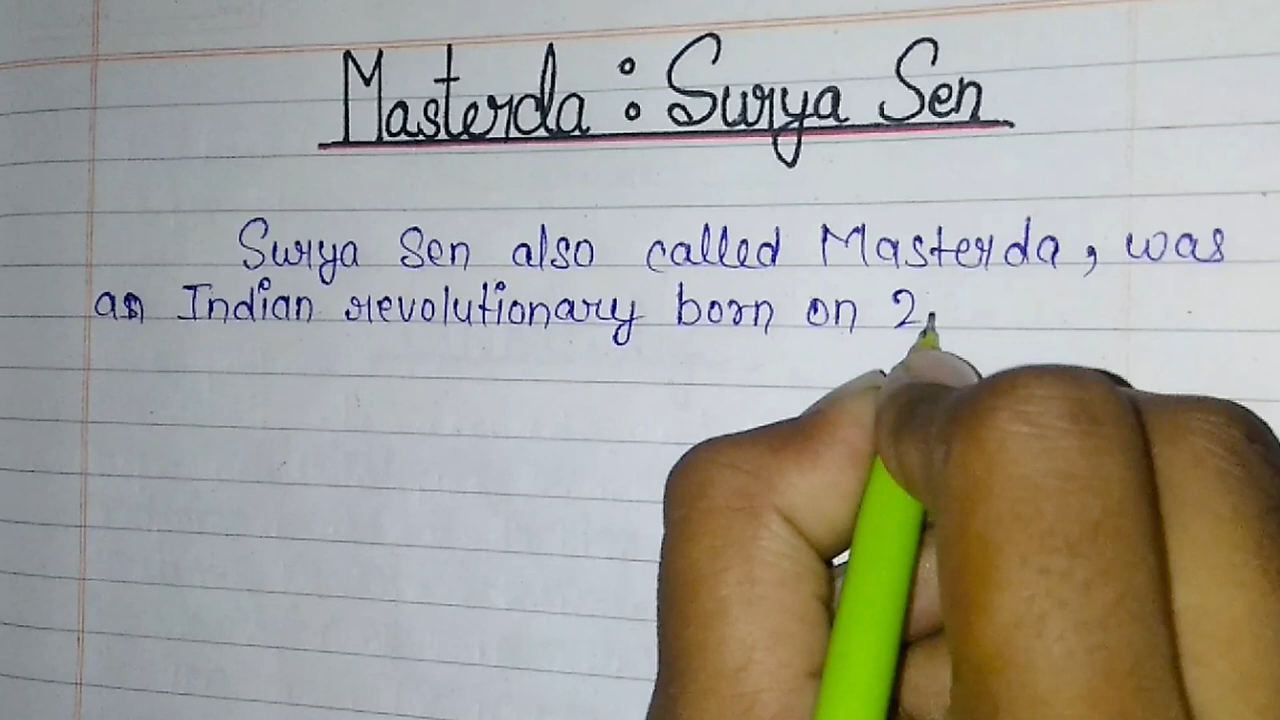 Masterda : Surya Sen
Surya Sen also called Masterda, was
an Indian revolutionary born on 2